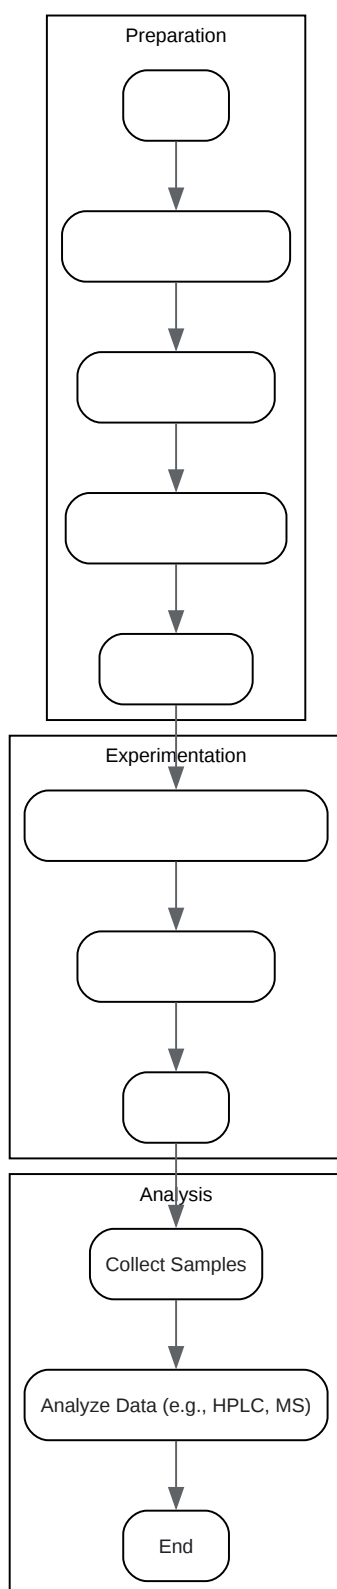 Preparation
Experimentation
Analysis
Collect Samples
Analyze Data (e.g., HPLC, MS)
End